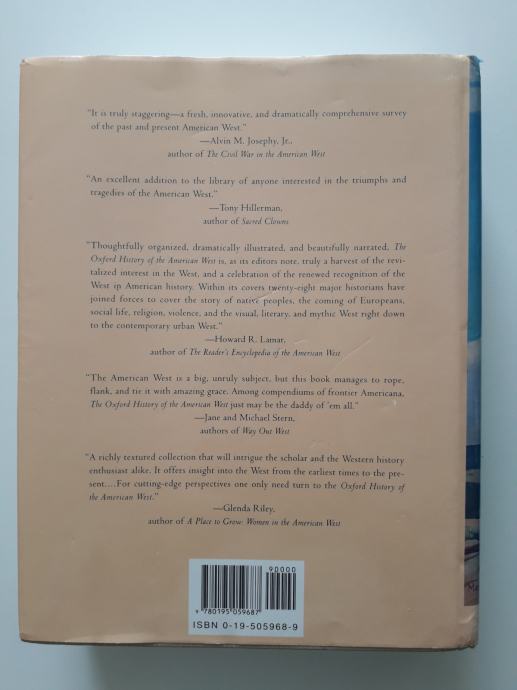 "It is truly staggering—a fresh, innovative, and dramatically comprehensive survey
of the past and present American West."
—Alvin M. Josephy, Jr.,
author of The Civil War in the American West
"An excellent addition to the library of anyone interested in the triumphs and
tragedies of the American West."
—Tony Hillerman,
author of Sacred Clowns
"Thoughtfully organized, dramatically illustrated, and beautifully narrated, The
Oxford History of the American West is, as its editors note, truly a harvest of the revi-
talized interest in the West, and a celebration of the renewed recognition of the
West in American history. Within its covers twenty-eight major historians have
joined forces to cover the story of native peoples, the coming of Europeans,
social life, religion, violence, and the visual, literary, and mythic West right down
to the contemporary urban West."
—Howard R. Lamar,
author of The Reader's Encyclopedia of the American West
"The American West is a big, unruly subject, but this book manages to rope,
flank, and tie it with amazing grace. Among compendiums of frontier Americana,
The Oxford History of the American West just may be the daddy of 'em all."
—Jane and Michael Stern,
authors of Way Out West
"A richly textured collection that will intrigue the scholar and the Western history
enthusiast alike. It offers insight into the West from the earliest times to the pre-
sent....For cutting-edge perspectives one only need turn to the Oxford History of
the American West."
—Glenda Riley,
author of A Place to Grow: Women in the American West
90000
9 780195 059687
ISBN 0-19-505968-9